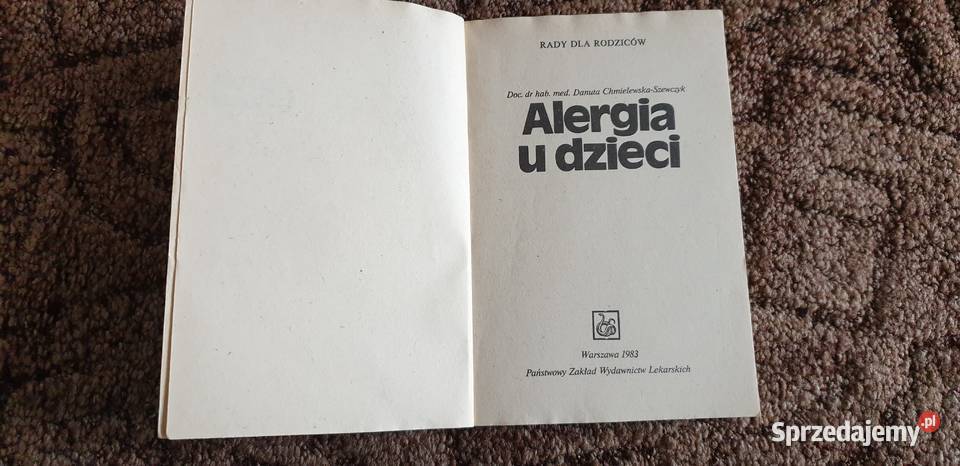 RADY DLA RODZICÓW
Doc. dr hab. med. Danuta Chmielewska-Szewczyk
Alergia
u dzieci
Warszawa 1983
Państwowy Zakład Wydawnictw Lekarskich
Sprzedajemy.pl